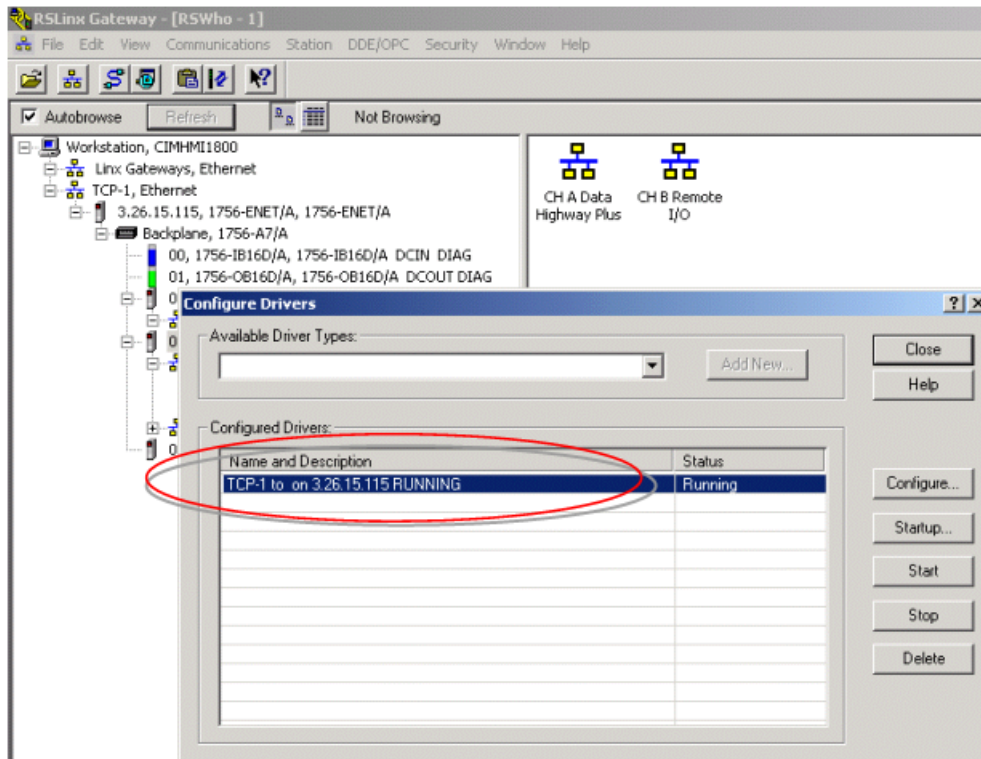 RSLinx Gateway - [RSWho - 1]
File Edit View Communications Station DDE/OPC Security Window Help
Autobrowse Refresh Not Browsing
Workstation, CIMHMI1800
Linx Gateways, Ethernet
TCP-1, Ethernet
3.26.15.115, 1756-ENET/A, 1756-ENET/A
Backplane, 1756-A7/A
00, 1756-IB16D/A, 1756-IB16D/A DCIN DIAG
01, 1756-OB16D/A, 1756-OB16D/A DCOUT DIAG
0
0
0
CH A Data
Highway Plus
CH B Remote
I/O
Configure Drivers
Available Driver Types:
Add New...
Close
Help
Configured Drivers:
Name and Description Status
TCP-1 to on 3.26.15.115 RUNNING Running
Configure...
Startup...
Start
Stop
Delete